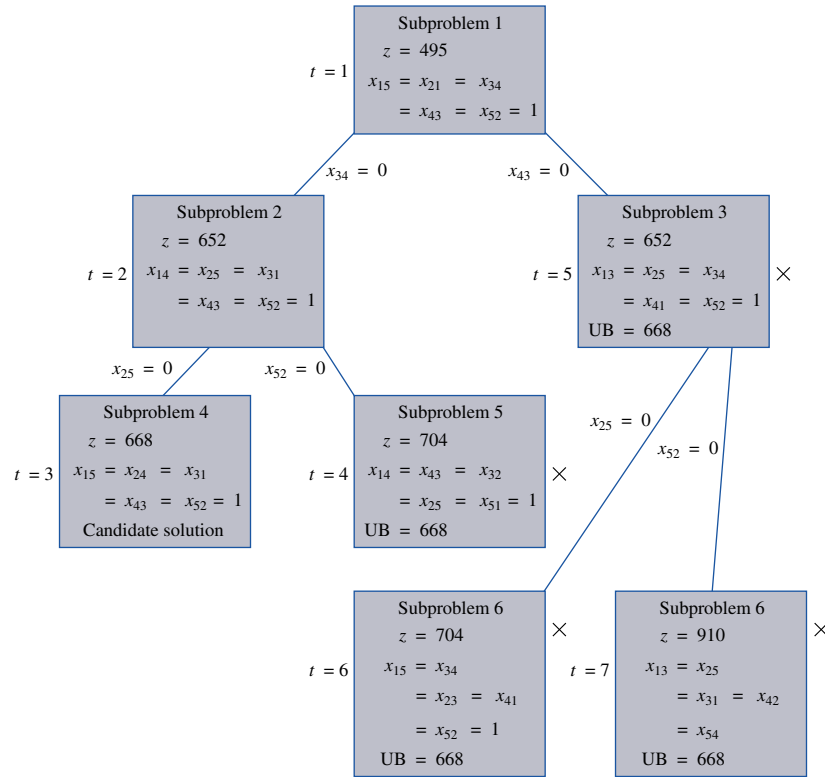 Subproblem 1
z = 495
t = 1
x₁₅ = x₂₁ = x₃₄
= x₄₃ = x₅₂ = 1
x₃₄ = 0
x₄₃ = 0
Subproblem 2
z = 652
t = 2
x₁₄ = x₂₅ = x₃₁
= x₄₃ = x₅₂ = 1
Subproblem 3
z = 652
t = 5
x₁₃ = x₂₅ = x₃₄
×
= x₄₁ = x₅₂ = 1
UB = 668
x₂₅ = 0
x₅₂ = 0
Subproblem 4
z = 668
t = 3
x₁₅ = x₂₄ = x₃₁
= x₄₃ = x₅₂ = 1
Candidate solution
Subproblem 5
z = 704
t = 4
x₁₄ = x₄₃ = x₃₂
×
= x₂₅ = x₅₁ = 1
UB = 668
x₂₅ = 0
x₅₂ = 0
Subproblem 6
×
z = 704
t = 6
x₁₅ = x₃₄
= x₂₃ = x₄₁
= x₅₂ = 1
UB = 668
Subproblem 6
×
z = 910
t = 7
x₁₃ = x₂₅
= x₃₁ = x₄₂
= x₅₄
UB = 668